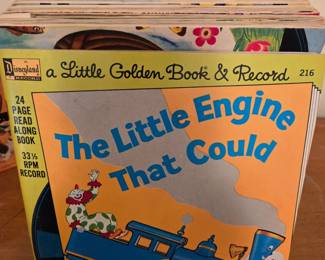 Disneyland
RECORDS
a Little Golden Book & Record
216
24
PAGE
READ
ALONG
BOOK
33⅓
RPM
RECORD
The Little Engine
That Could